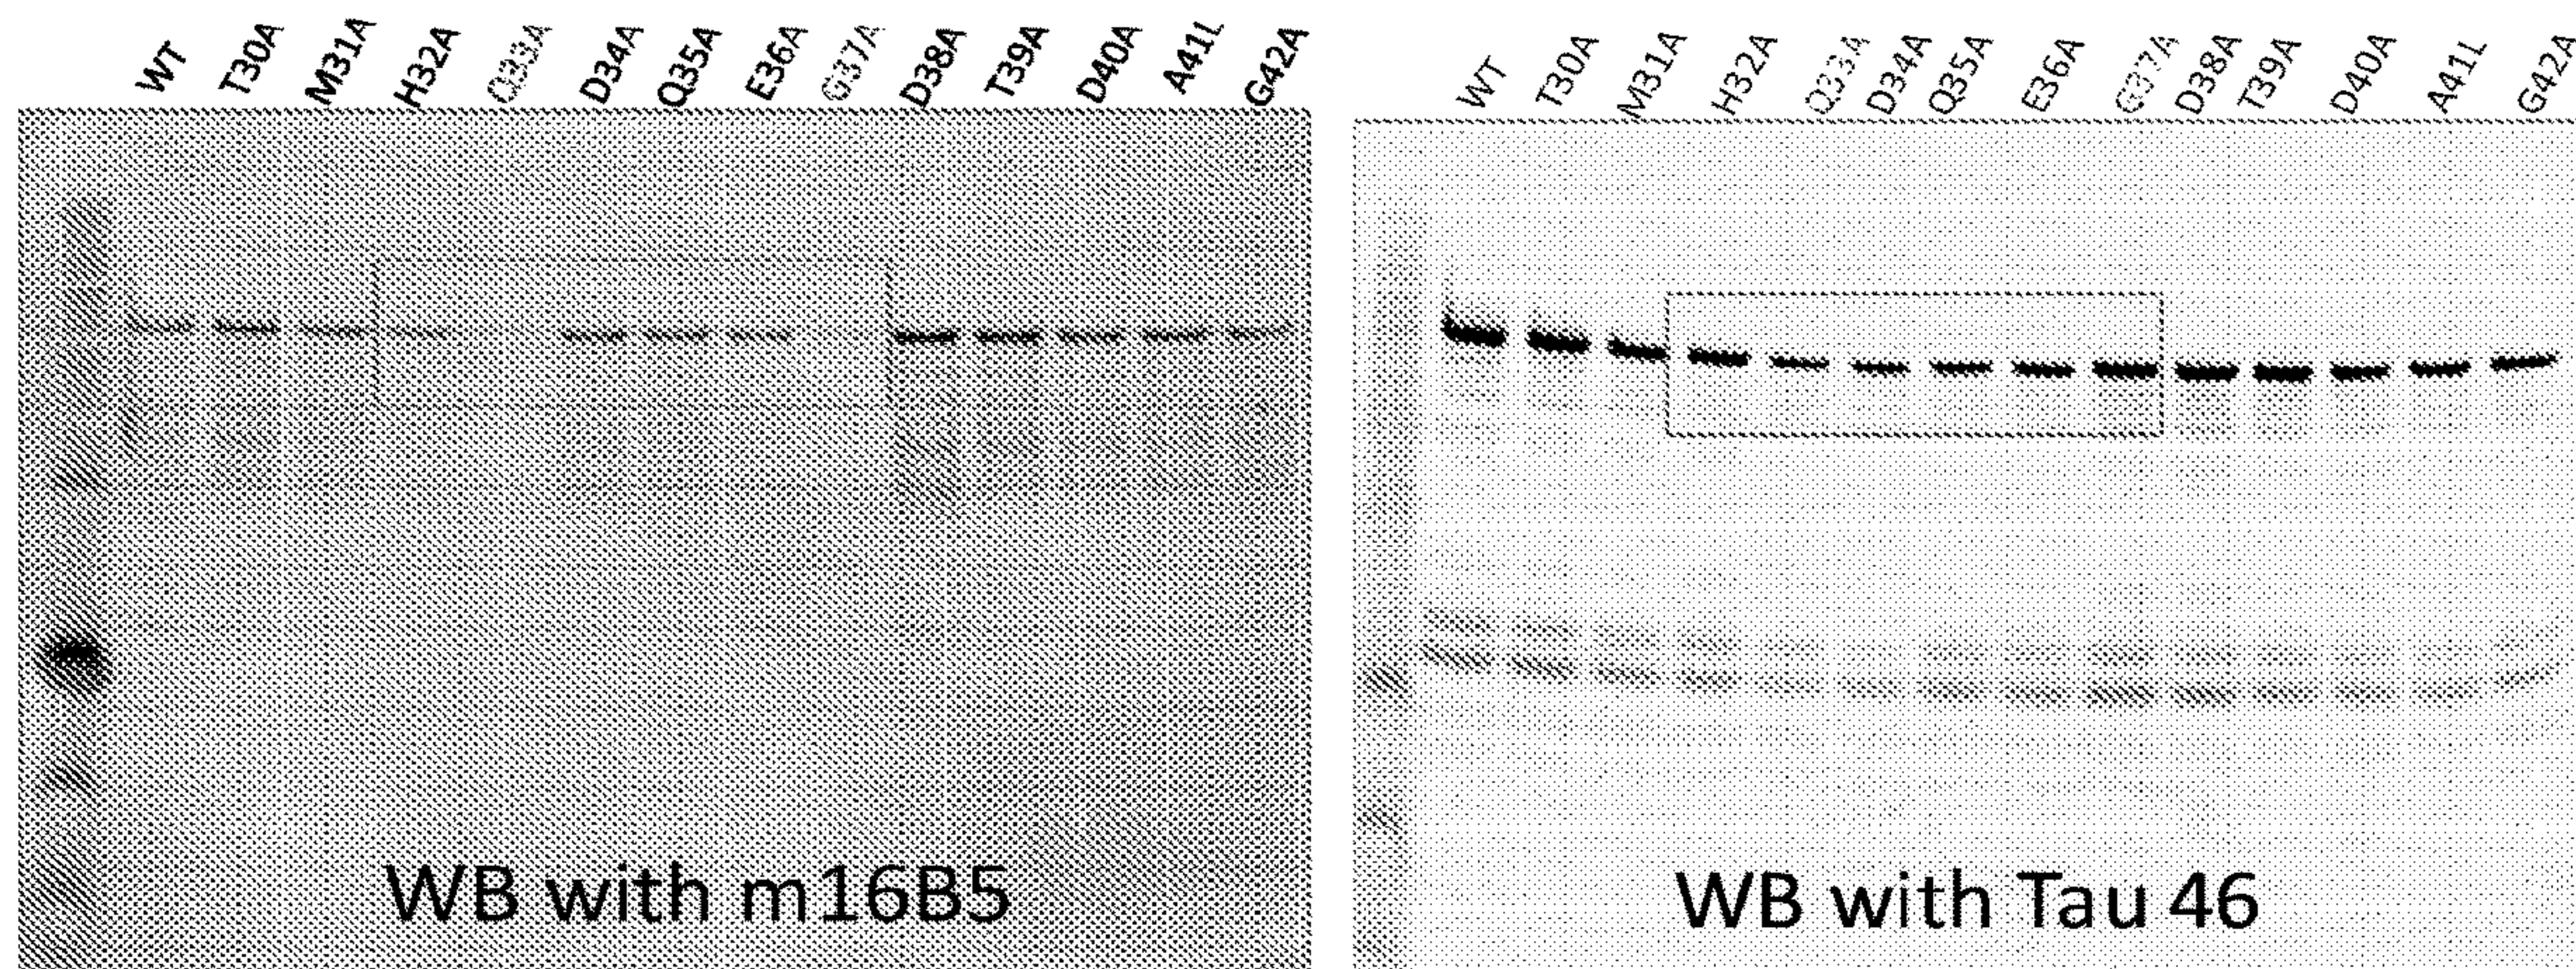 WT T30A M31A H32A Q33A D34A Q35A E36A G37A D38A T39A D40A A41L G42A
WB with m16B5
WT T30A M31A H32A Q33A D34A Q35A E36A G37A D38A T39A D40A A41L G42A
WB with Tau 46